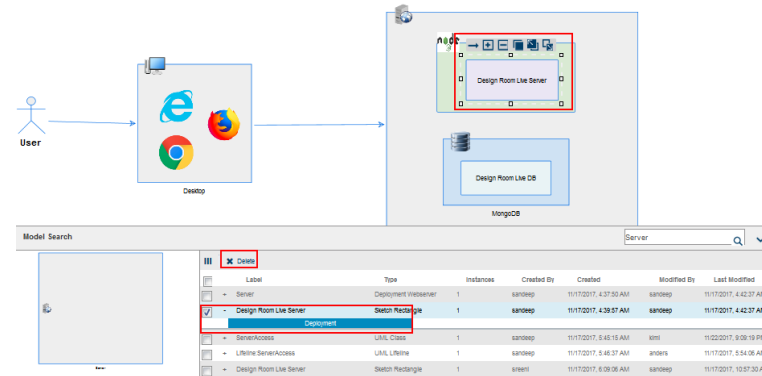 node
Design Room Live Server
User
Desktop
Design Room Live DB
MongoDB
Model Search
Server
Delete
Label Type Instances Created By Created Modified By Last Modified
+ Server Deployment Webserver 1 sandeep 11/17/2017, 4:37:50 AM sandeep 11/17/2017, 4:42:37 AM
- Design Room Live Server Sketch Rectangle 1 sandeep 11/17/2017, 4:39:57 AM sandeep 11/17/2017, 4:42:37 AM
Deployment
+ ServerAccess UML Class 1 sandeep 11/17/2017, 5:45:15 AM kiml 11/22/2017, 9:09:19 PM
+ Lifeline:ServerAccess UML Lifeline 1 sandeep 11/17/2017, 5:46:37 AM anders 11/17/2017, 5:54:06 AM
+ Design Room Live Server Sketch Rectangle 1 sreeni 11/17/2017, 6:09:06 AM sandeep 11/17/2017, 10:57:30 A